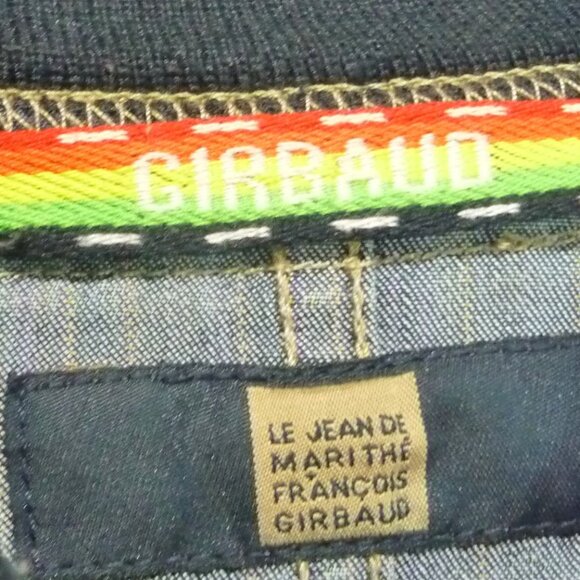 GIRBAUD
LE JEAN DE
MARITHÉ
FRANÇOIS
GIRBAUD